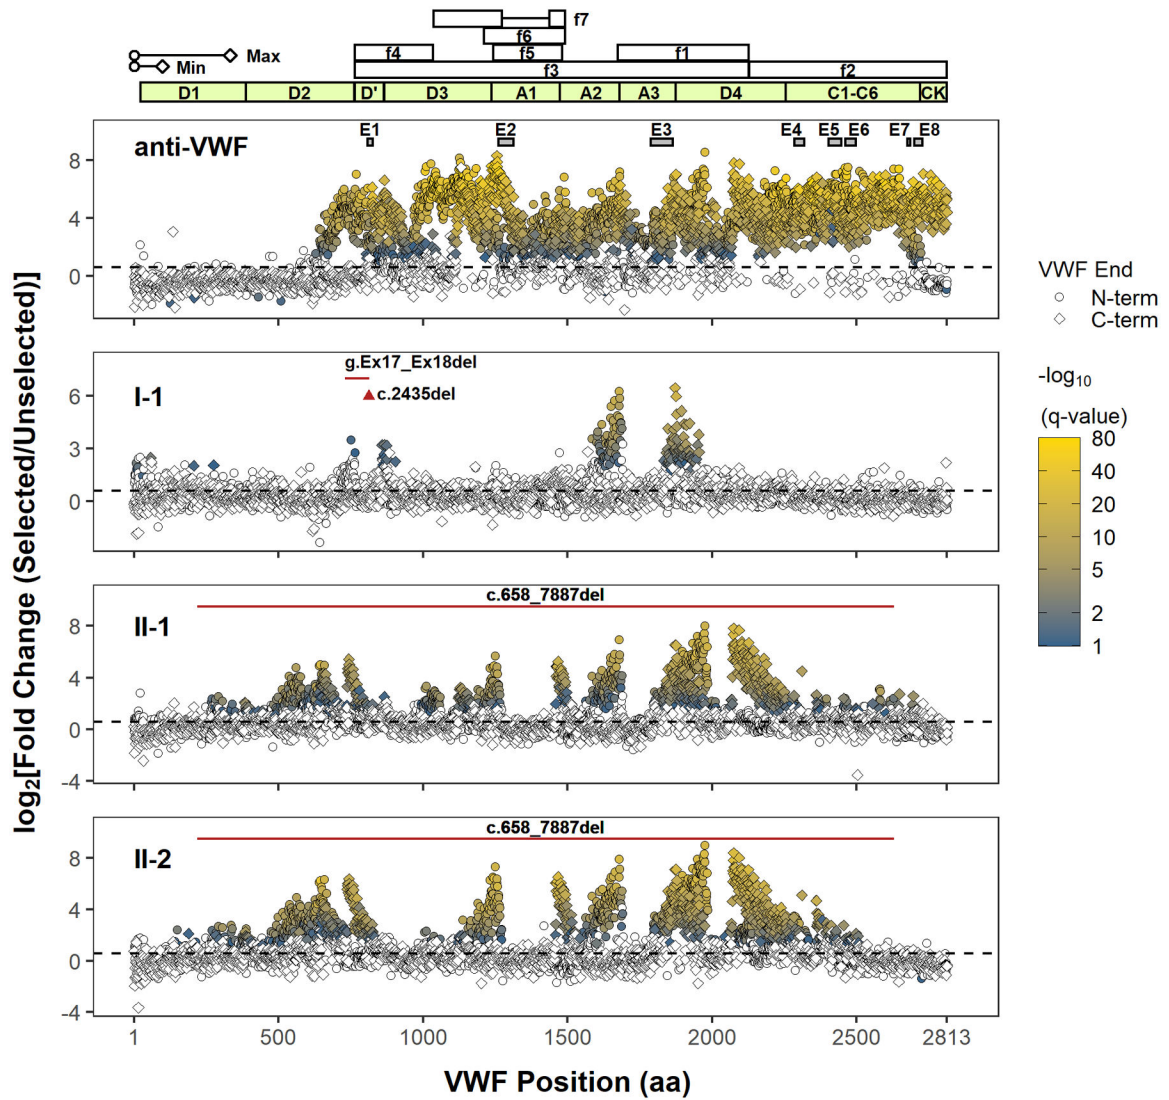 f7
f6
Max
f4 f5 f1
Min
f3 f2
D1 D2 D' D3 A1 A2 A3 D4 C1-C6 CK
anti-VWF
E1 E2 E3 E4 E5 E6 E7 E8
8
4
0
I-1
g.Ex17_Ex18del
c.2435del
6
3
0
II-1
c.658_7887del
8
4
0
-4
II-2
c.658_7887del
8
4
0
-4
1 500 1000 1500 2000 2500 2813
VWF Position (aa)
log2[Fold Change (Selected/Unselected)]
VWF End
N-term
C-term
-log10
(q-value)
80
40
20
10
5
2
1